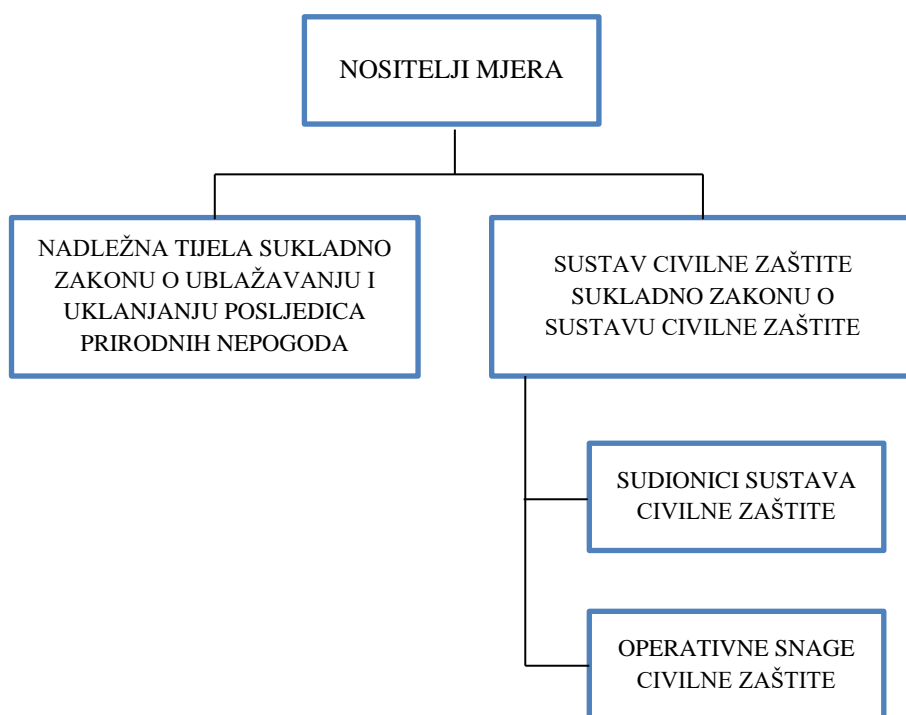 NOSITELJI MJERA
NADLEŽNA TIJELA SUKLADNO
ZAKONU O UBLAŽAVANJU I
UKLANJANJU POSLJEDICA
PRIRODNIH NEPOGODA
SUSTAV CIVILNE ZAŠTITE
SUKLADNO ZAKONU O
SUSTAVU CIVILNE ZAŠTITE
SUDIONICI SUSTAVA
CIVILNE ZAŠTITE
OPERATIVNE SNAGE
CIVILNE ZAŠTITE